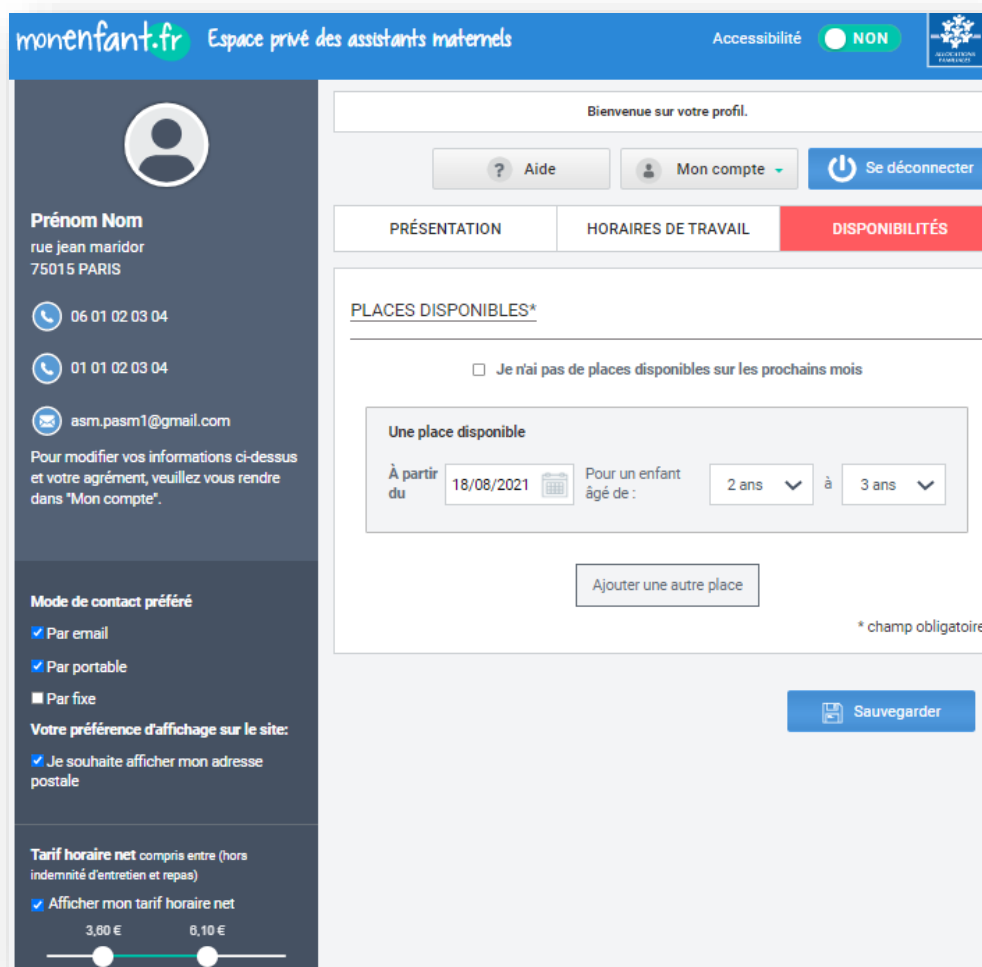 monenfant.fr Espace privé des assistants maternels
Accessibilité NON
ALLOCATIONS
FAMILIALES
Prénom Nom
rue jean maridor
75015 PARIS
06 01 02 03 04
01 01 02 03 04
asm.pasm1@gmail.com
Pour modifier vos informations ci-dessus
et votre agrément, veuillez vous rendre
dans "Mon compte".
Mode de contact préféré
Par email
Par portable
Par fixe
Votre préférence d'affichage sur le site:
Je souhaite afficher mon adresse
postale
Tarif horaire net compris entre (hors
indemnité d'entretien et repas)
Afficher mon tarif horaire net
3,60 € 6,10 €
Bienvenue sur votre profil.
? Aide
Mon compte
Se déconnecter
PRÉSENTATION
HORAIRES DE TRAVAIL
DISPONIBILITÉS
PLACES DISPONIBLES*
Je n'ai pas de places disponibles sur les prochains mois
Une place disponible
À partir
du
18/08/2021
Pour un enfant
âgé de :
2 ans
à
3 ans
Ajouter une autre place
* champ obligatoire
Sauvegarder